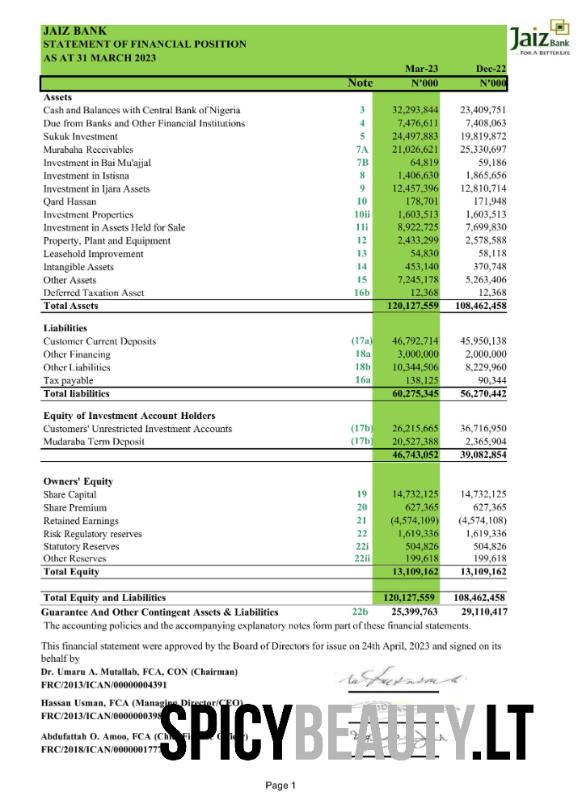 JAIZ BANK
STATEMENT OF FINANCIAL POSITION
AS AT 31 MARCH 2023
Jaiz Bank
FOR A BETTER LIFE
Mar-23 Dec-22
Note N'000 N'000
Assets
Cash and Balances with Central Bank of Nigeria 3 32,293,844 23,409,751
Due from Banks and Other Financial Institutions 4 7,476,611 7,408,063
Sukuk Investment 5 24,497,883 19,819,872
Murabaha Receivables 7A 21,026,621 25,330,697
Investment in Bai Mu'ajjal 7B 64,819 59,186
Investment in Istisna 8 1,406,630 1,865,656
Investment in Ijara Assets 9 12,457,396 12,810,714
Qard Hassan 10 178,701 171,948
Investment Properties 10ii 1,603,513 1,603,513
Investment in Assets Held for Sale 11i 8,922,725 7,699,830
Property, Plant and Equipment 12 2,433,299 2,578,588
Leasehold Improvement 13 54,830 58,118
Intangible Assets 14 453,140 370,748
Other Assets 15 7,245,178 5,263,406
Deferred Taxation Asset 16b 12,368 12,368
Total Assets 120,127,559 108,462,458
Liabilities
Customer Current Deposits (17a) 46,792,714 45,950,138
Other Financing 18a 3,000,000 2,000,000
Other Liabilities 18b 10,344,506 8,229,960
Tax payable 16a 138,125 90,344
Total liabilities 60,275,345 56,270,442
Equity of Investment Account Holders
Customers' Unrestricted Investment Accounts (17b) 26,215,665 36,716,950
Mudaraba Term Deposit (17b) 20,527,388 2,365,904
46,743,052 39,082,854
Owners' Equity
Share Capital 19 14,732,125 14,732,125
Share Premium 20 627,365 627,365
Retained Earnings 21 (4,574,109) (4,574,108)
Risk Regulatory reserves 22 1,619,336 1,619,336
Statutory Reserves 22i 504,826 504,826
Other Reserves 22ii 199,618 199,618
Total Equity 13,109,162 13,109,162
Total Equity and Liabilities 120,127,559 108,462,458
Guarantee And Other Contingent Assets & Liabilities 22b 25,399,763 29,110,417
The accounting policies and the accompanying explanatory notes form part of these financial statements.
This financial statements were approved by the Board of Directors for issue on 24th April, 2023 and signed on its
behalf by
Dr. Umaru A. Mutallab, FCA, CON (Chairman)
FRC/2013/ICAN/00000004391
Hassan Usman, FCA (Managing Director/CEO)
Abdufattah O. Amoo, FCA
SPICYBEAUTY.LT
Page 1